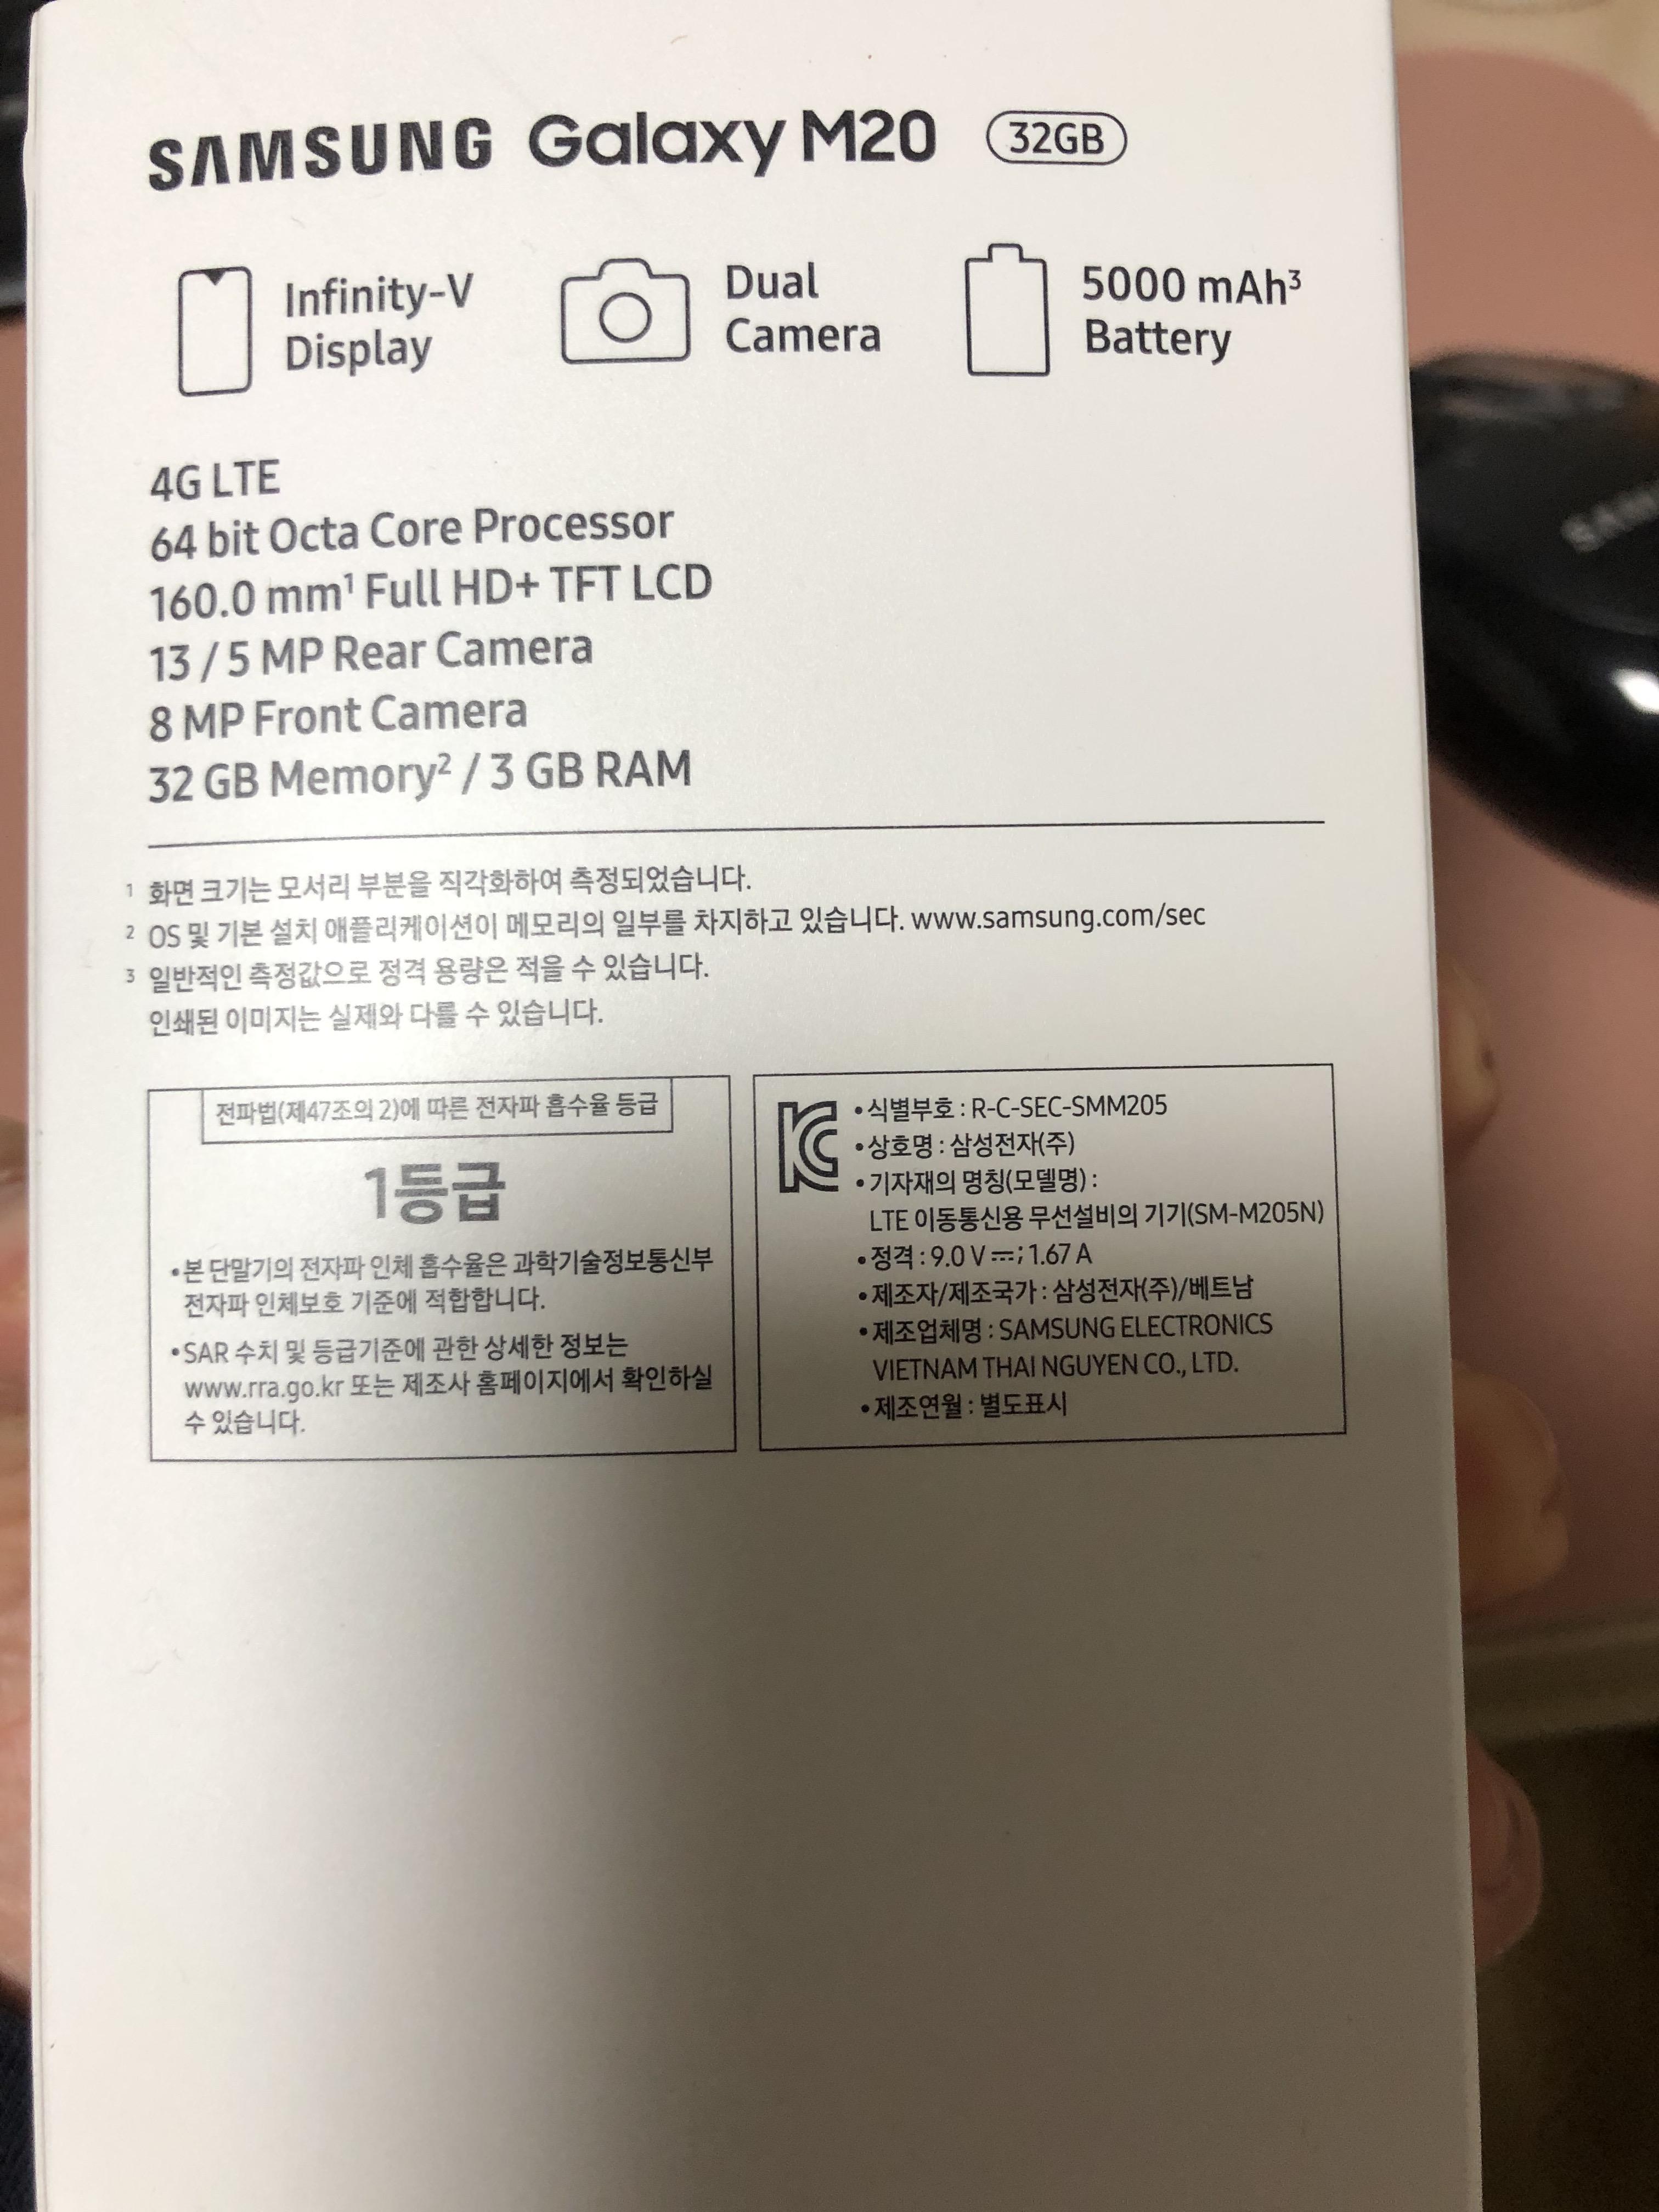 SAMSUNG Galaxy M20 32GB
Infinity-V
Display
Dual
Camera
5000 mAh³
Battery
4G LTE
64 bit Octa Core Processor
160.0 mm¹ Full HD+ TFT LCD
13 / 5 MP Rear Camera
8 MP Front Camera
32 GB Memory² / 3 GB RAM
¹ 화면 크기는 모서리 부분을 직각화하여 측정되었습니다.
² OS 및 기본 설치 애플리케이션이 메모리의 일부를 차지하고 있습니다. www.samsung.com/sec
³ 일반적인 측정값으로 정격 용량은 적을 수 있습니다.
인쇄된 이미지는 실제와 다를 수 있습니다.
전파법(제47조의 2)에 따른 전자파 흡수율 등급
1등급
•본 단말기의 전자파 인체 흡수율은 과학기술정보통신부
전자파 인체보호 기준에 적합합니다.
•SAR 수치 및 등급기준에 관한 상세한 정보는
www.rra.go.kr 또는 제조사 홈페이지에서 확인하실
수 있습니다.
•식별부호 : R-C-SEC-SMM205
•상호명 : 삼성전자(주)
•기자재의 명칭(모델명) :
LTE 이동통신용 무선설비의 기기(SM-M205N)
•정격 : 9.0 V ⎓; 1.67 A
•제조자/제조국가 : 삼성전자(주)/베트남
•제조업체명 : SAMSUNG ELECTRONICS
VIETNAM THAI NGUYEN CO., LTD.
•제조연월 : 별도표시